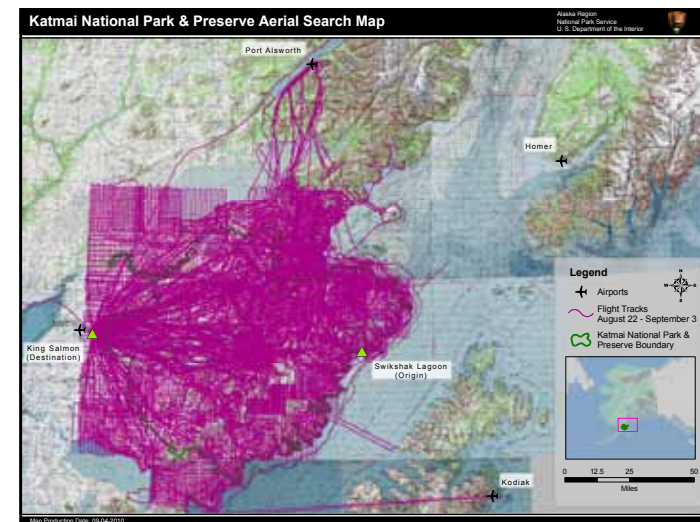 Katmai National Park & Preserve Aerial Search Map
Alaska Region
National Park Service
U. S. Department of the Interior
Port Alsworth
Homer
King Salmon
(Destination)
Swikshak Lagoon
(Origin)
Kodiak
Legend
N
W
E
S
Airports
Flight Tracks
August 22 - September 3
Katmai National Park &
Preserve Boundary
0 12.5 25 50
Miles
Map Production Date: 09-04-2010